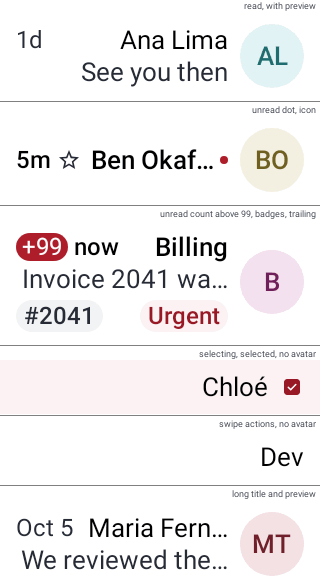 read, with preview
1d Ana Lima AL
See you then
unread dot, icon
5m Ben Okaf... BO
unread count above 99, badges, trailing
+99 now Billing B
Invoice 2041 wa...
#2041 Urgent
selecting, selected, no avatar
Chloé
swipe actions, no avatar
Dev
long title and preview
Oct 5 Maria Fern... MT
We reviewed the...